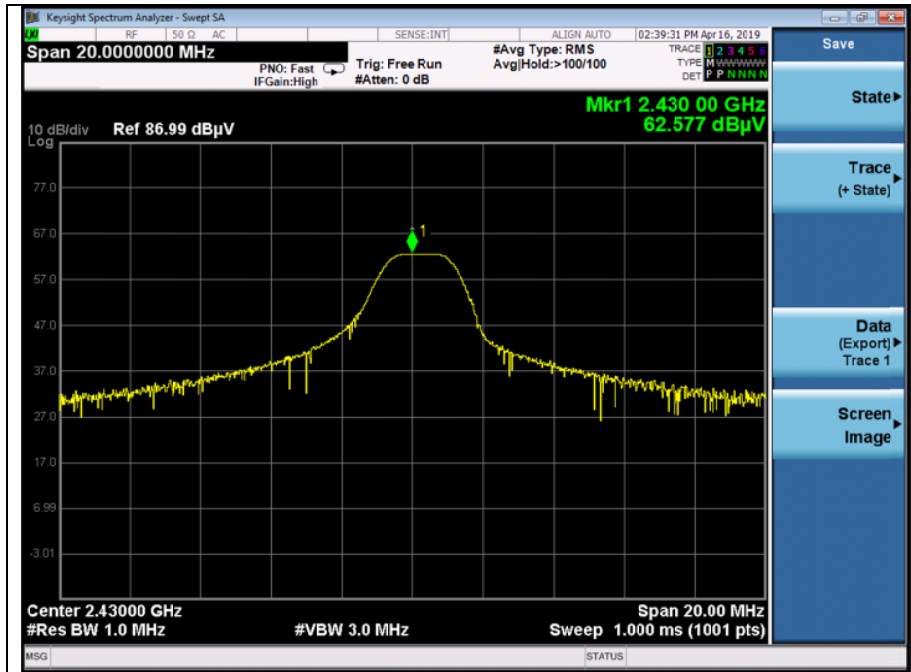 Keysight Spectrum Analyzer - Swept SA
LXI RF 50 Ω AC SENSE:INT ALIGN AUTO 02:39:31 PM Apr 16, 2019
Span 20.0000000 MHz
PNO: Fast
IFGain:High
Trig: Free Run
#Atten: 0 dB
#Avg Type: RMS
Avg|Hold:>100/100
TRACE 1 2 3 4 5 6
TYPE M WWWWW
DET P P N N N N
Mkr1 2.430 00 GHz
62.577 dBµV
10 dB/div Ref 86.99 dBµV
Log
77.0
67.0
57.0
47.0
37.0
27.0
17.0
6.99
-3.01
1
Center 2.43000 GHz Span 20.00 MHz
#Res BW 1.0 MHz #VBW 3.0 MHz Sweep 1.000 ms (1001 pts)
MSG STATUS
Save
State
Trace
(+ State)
Data
(Export)
Trace 1
Screen
Image